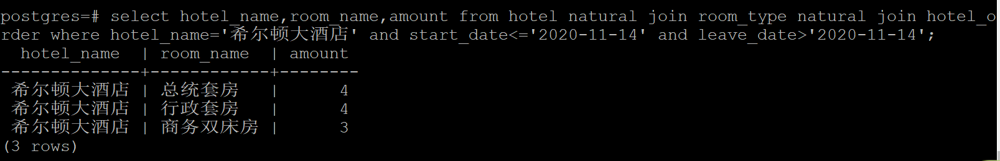 postgres=# select hotel_name,room_name,amount from hotel natural join room_type natural join hotel_o
rder where hotel_name='希尔顿大酒店' and start_date<='2020-11-14' and leave_date>'2020-11-14';
  hotel_name  | room_name  | amount
--------------+------------+--------
 希尔顿大酒店 | 总统套房   |      4
 希尔顿大酒店 | 行政套房   |      4
 希尔顿大酒店 | 商务双床房 |      3
(3 rows)